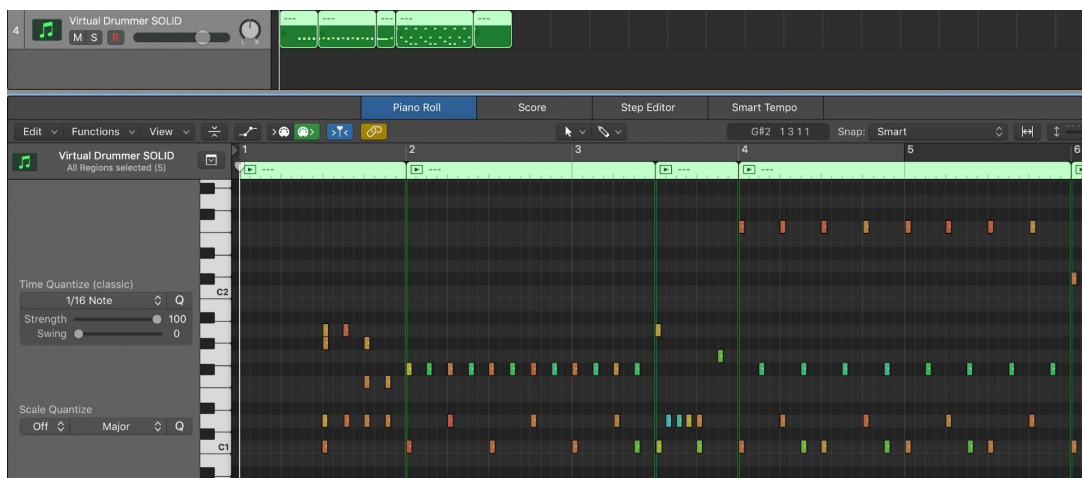 4
Virtual Drummer SOLID
M S R
L R
--- --- --- --- ---
Piano Roll Score Step Editor Smart Tempo
Edit Functions View G#2 1 3 1 1 Snap: Smart
Virtual Drummer SOLID
All Regions selected (5)
1 2 3 4 5 6
--- --- --- ---
Time Quantize (classic)
1/16 Note Q
C2
Strength 100
Swing 0
Scale Quantize
Off Major Q
C1